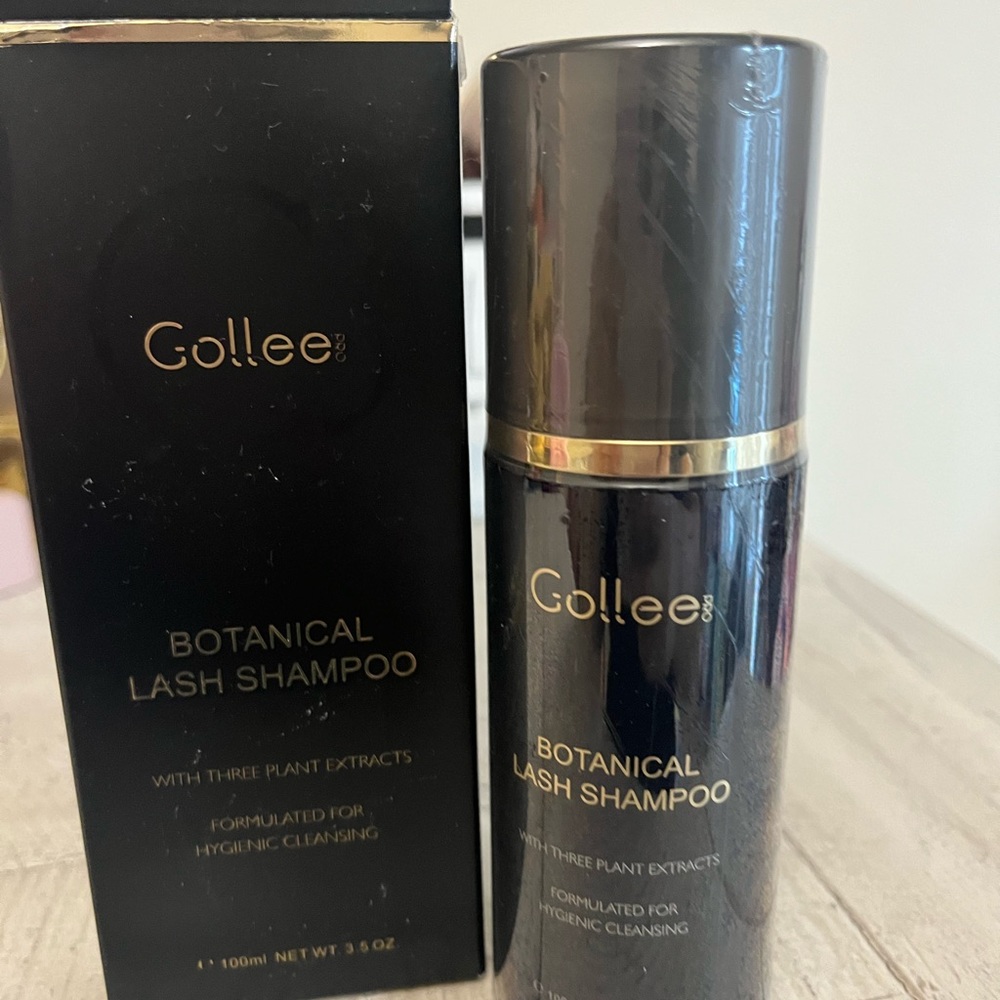 Gollee
BOTANICAL
LASH SHAMPOO
WITH THREE PLANT EXTRACTS
FORMULATED FOR
HYGIENIC CLEANSING
100ml NET WT. 3.5 OZ
Gollee
BOTANICAL
LASH SHAMPOO
WITH THREE PLANT EXTRACTS
FORMULATED FOR
HYGIENIC CLEANSING